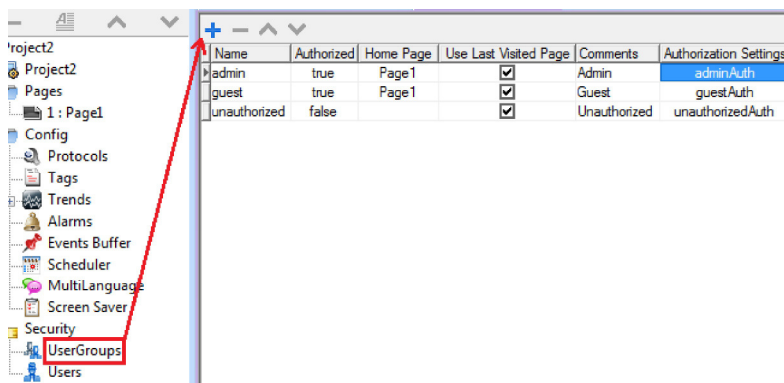 Project2
Project2
Pages
1 : Page1
Config
Protocols
Tags
Trends
Alarms
Events Buffer
Scheduler
MultiLanguage
Screen Saver
Security
UserGroups
Users
Name Authorized Home Page Use Last Visited Page Comments Authorization Settings
admin true Page1 Admin adminAuth
guest true Page1 Guest guestAuth
unauthorized false Unauthorized unauthorizedAuth